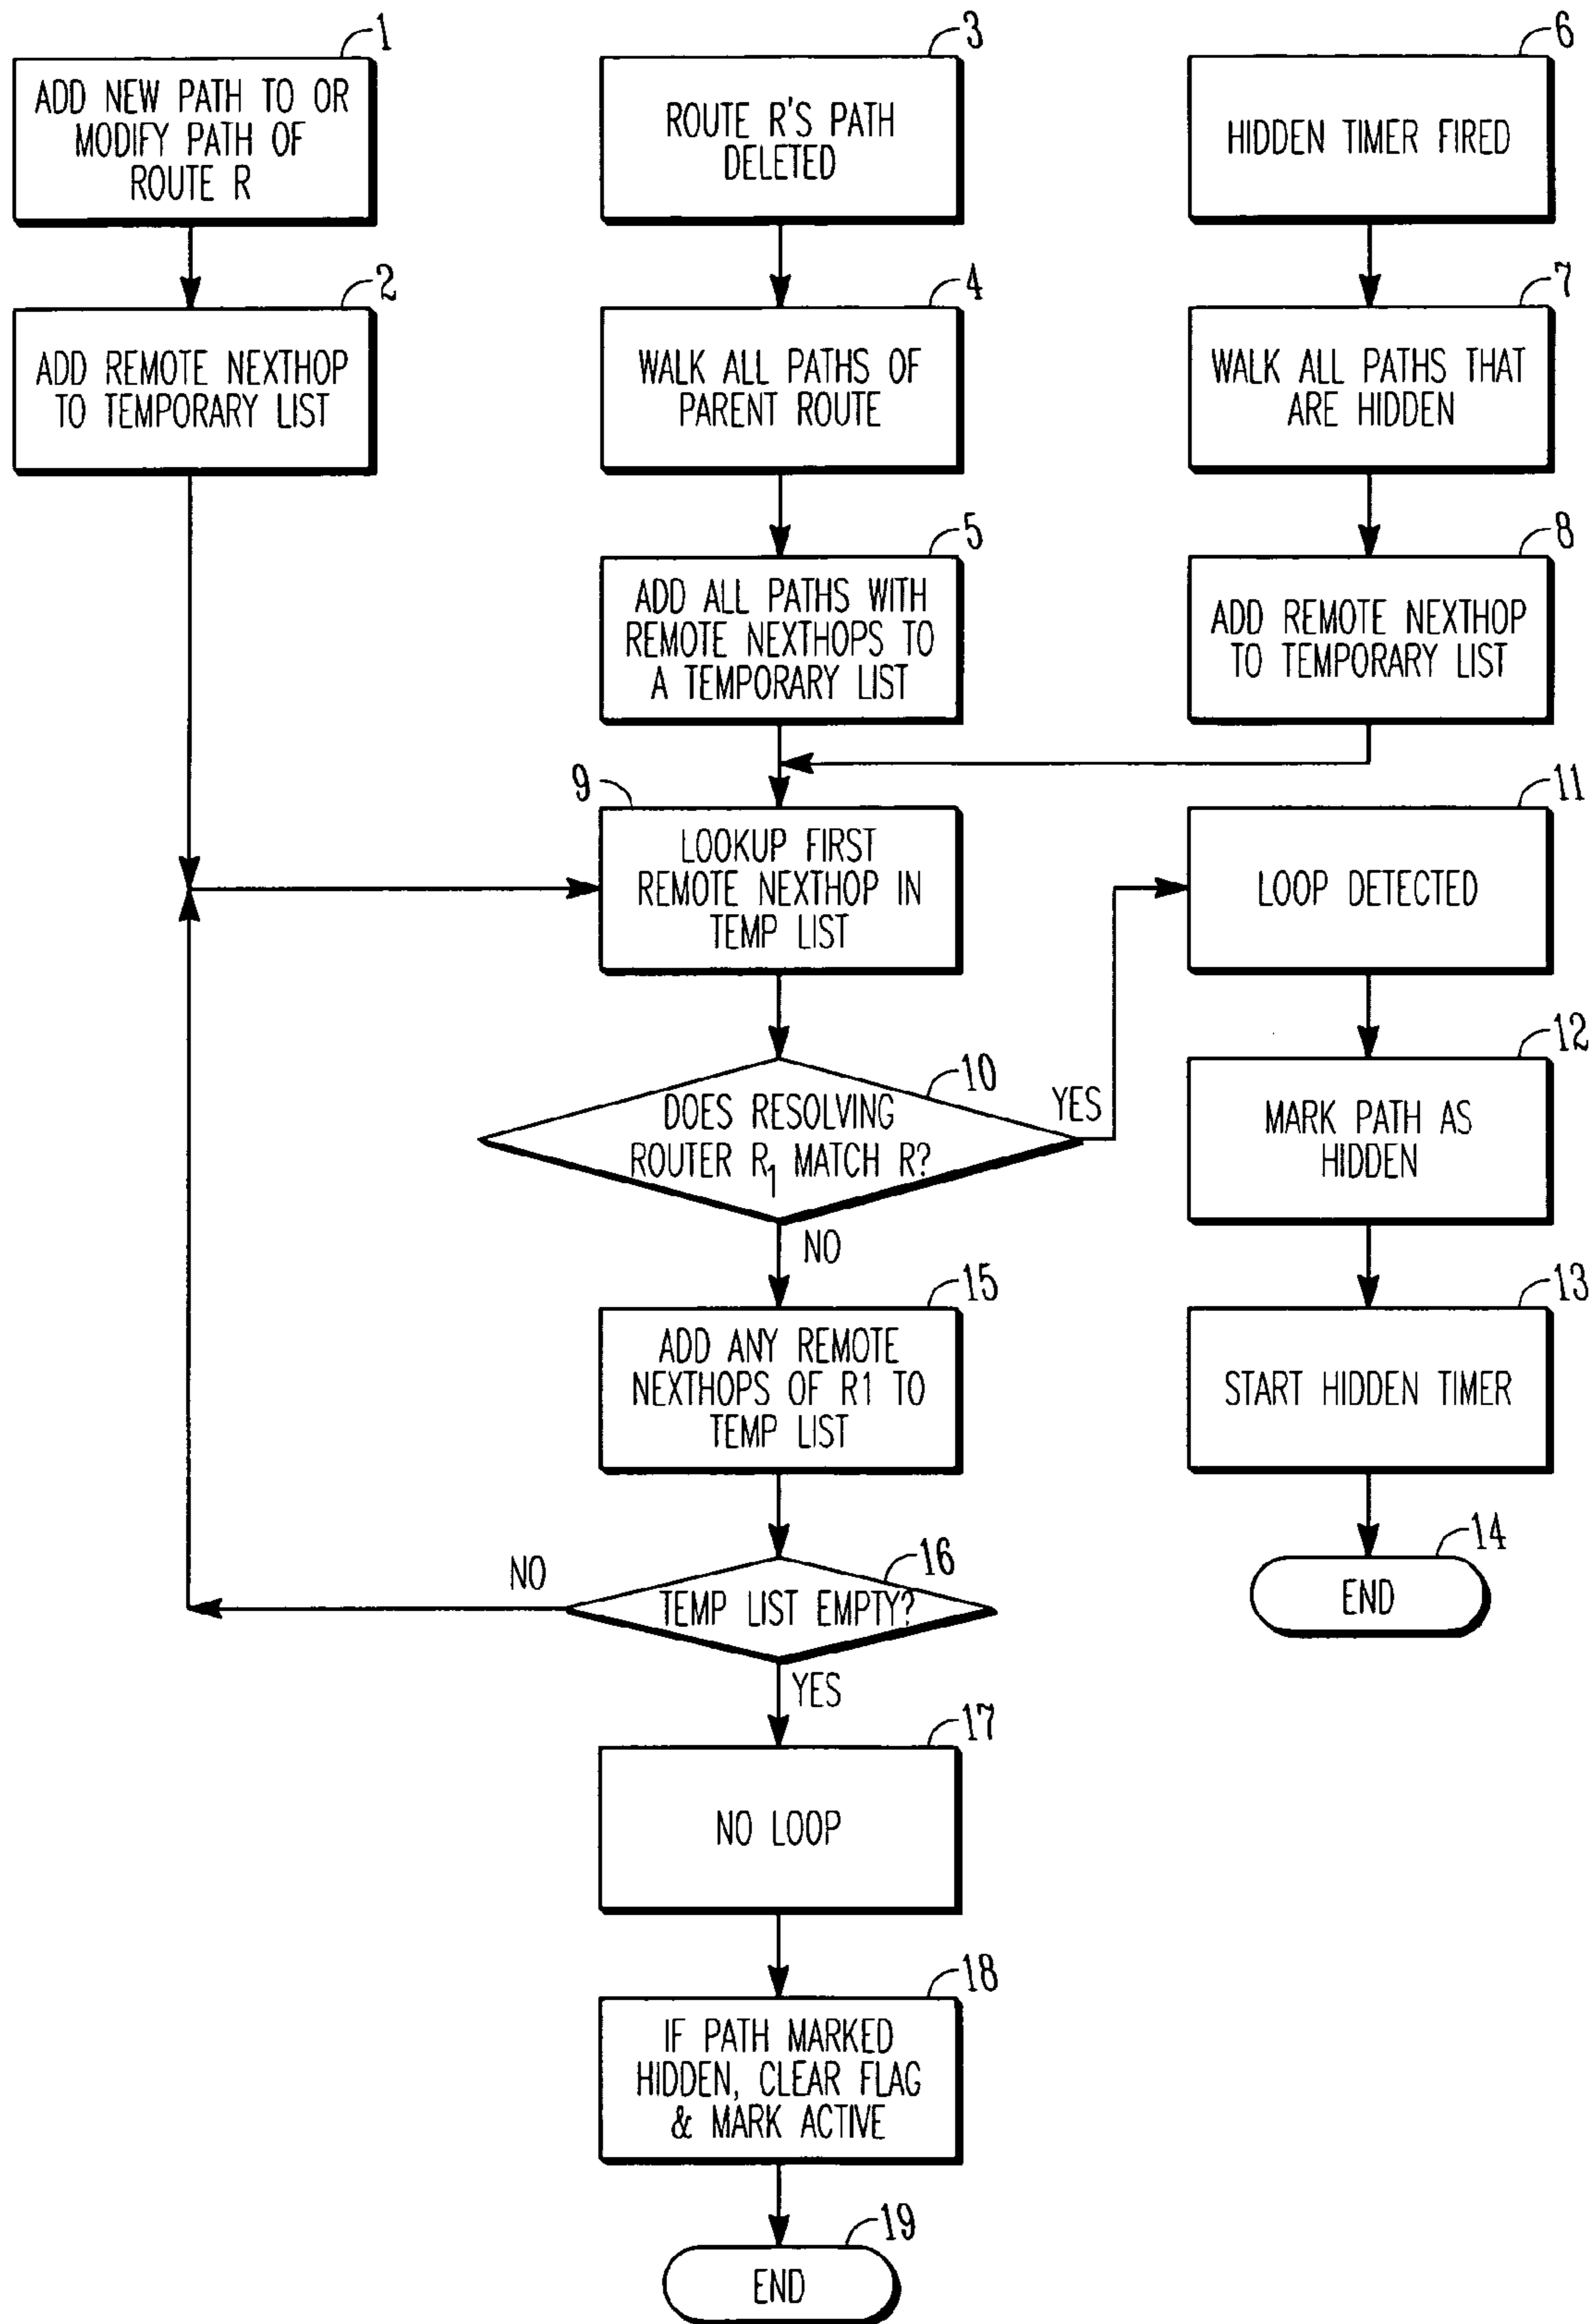 1
ADD NEW PATH TO OR
MODIFY PATH OF
ROUTE R
2
ADD REMOTE NEXTHOP
TO TEMPORARY LIST
3
ROUTE R'S PATH
DELETED
4
WALK ALL PATHS OF
PARENT ROUTE
5
ADD ALL PATHS WITH
REMOTE NEXTHOPS TO
A TEMPORARY LIST
6
HIDDEN TIMER FIRED
7
WALK ALL PATHS THAT
ARE HIDDEN
8
ADD REMOTE NEXTHOP
TO TEMPORARY LIST
9
LOOKUP FIRST
REMOTE NEXTHOP IN
TEMP LIST
10
DOES RESOLVING
ROUTER R1 MATCH R?
YES
NO
11
LOOP DETECTED
12
MARK PATH AS
HIDDEN
13
START HIDDEN TIMER
14
END
15
ADD ANY REMOTE
NEXTHOPS OF R1 TO
TEMP LIST
16
TEMP LIST EMPTY?
NO
YES
17
NO LOOP
18
IF PATH MARKED
HIDDEN, CLEAR FLAG
& MARK ACTIVE
19
END